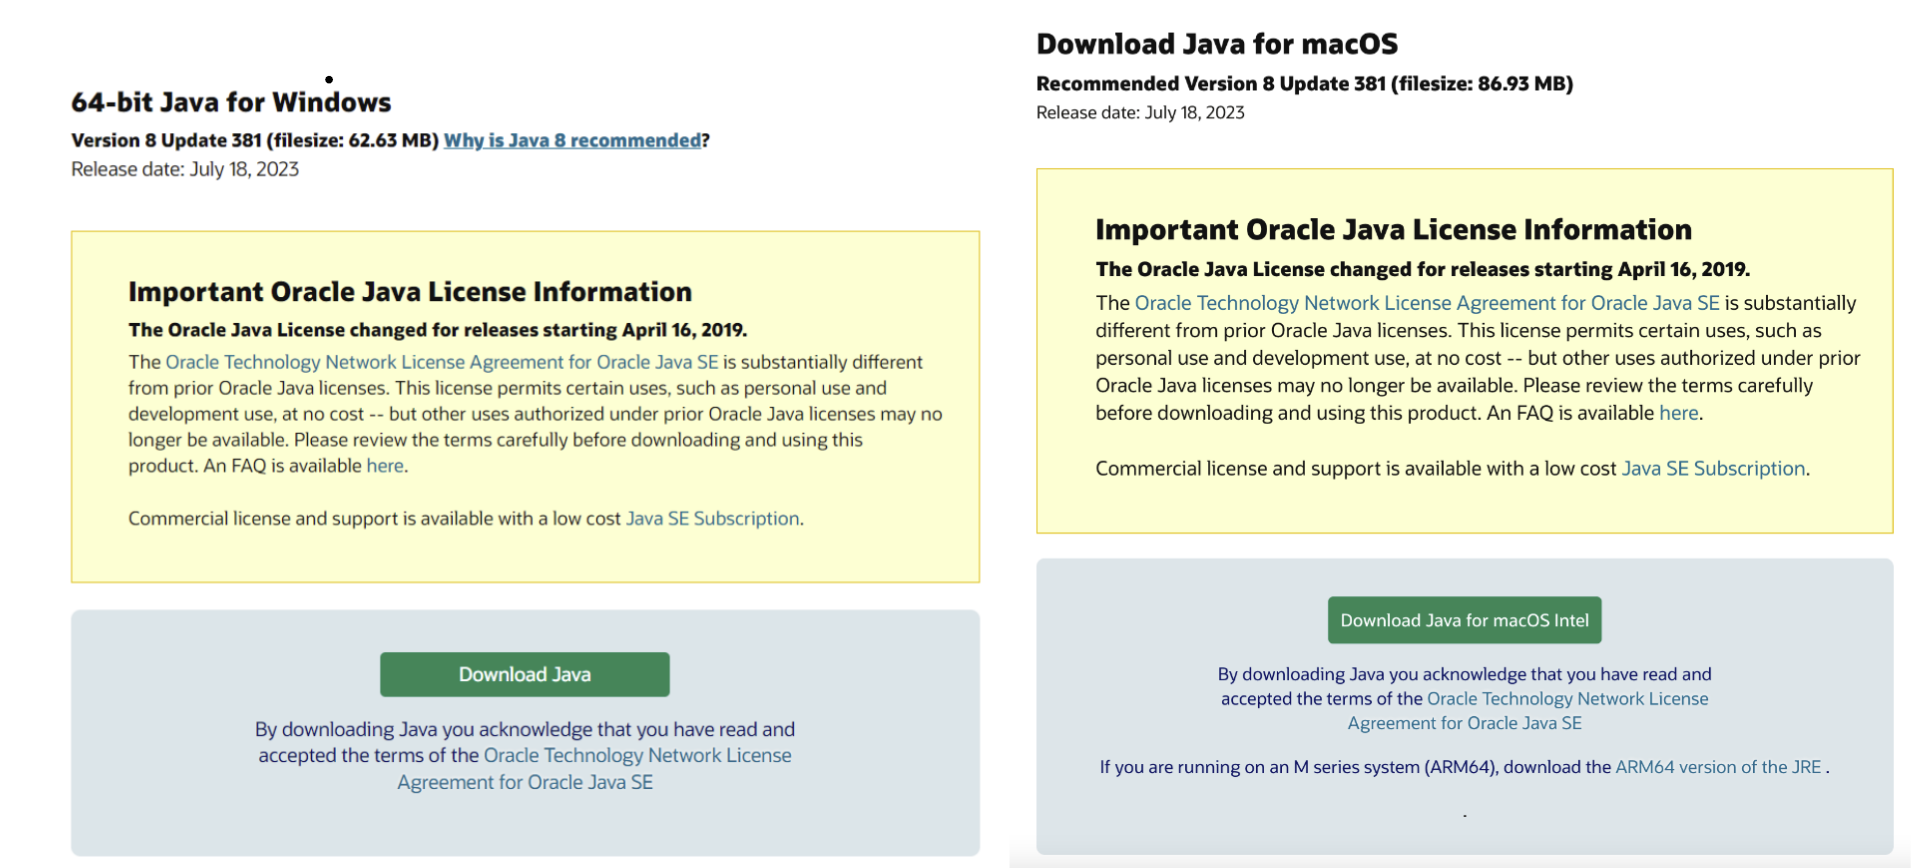 64-bit Java for Windows
Version 8 Update 381 (filesize: 62.63 MB) Why is Java 8 recommended?
Release date: July 18, 2023
Important Oracle Java License Information
The Oracle Java License changed for releases starting April 16, 2019.
The Oracle Technology Network License Agreement for Oracle Java SE is substantially different
from prior Oracle Java licenses. This license permits certain uses, such as personal use and
development use, at no cost -- but other uses authorized under prior Oracle Java licenses may no
longer be available. Please review the terms carefully before downloading and using this
product. An FAQ is available here.
Commercial license and support is available with a low cost Java SE Subscription.
Download Java
By downloading Java you acknowledge that you have read and
accepted the terms of the Oracle Technology Network License
Agreement for Oracle Java SE
Download Java for macOS
Recommended Version 8 Update 381 (filesize: 86.93 MB)
Release date: July 18, 2023
Important Oracle Java License Information
The Oracle Java License changed for releases starting April 16, 2019.
The Oracle Technology Network License Agreement for Oracle Java SE is substantially
different from prior Oracle Java licenses. This license permits certain uses, such as
personal use and development use, at no cost -- but other uses authorized under prior
Oracle Java licenses may no longer be available. Please review the terms carefully
before downloading and using this product. An FAQ is available here.
Commercial license and support is available with a low cost Java SE Subscription.
Download Java for macOS Intel
By downloading Java you acknowledge that you have read and
accepted the terms of the Oracle Technology Network License
Agreement for Oracle Java SE
If you are running on an M series system (ARM64), download the ARM64 version of the JRE .
.